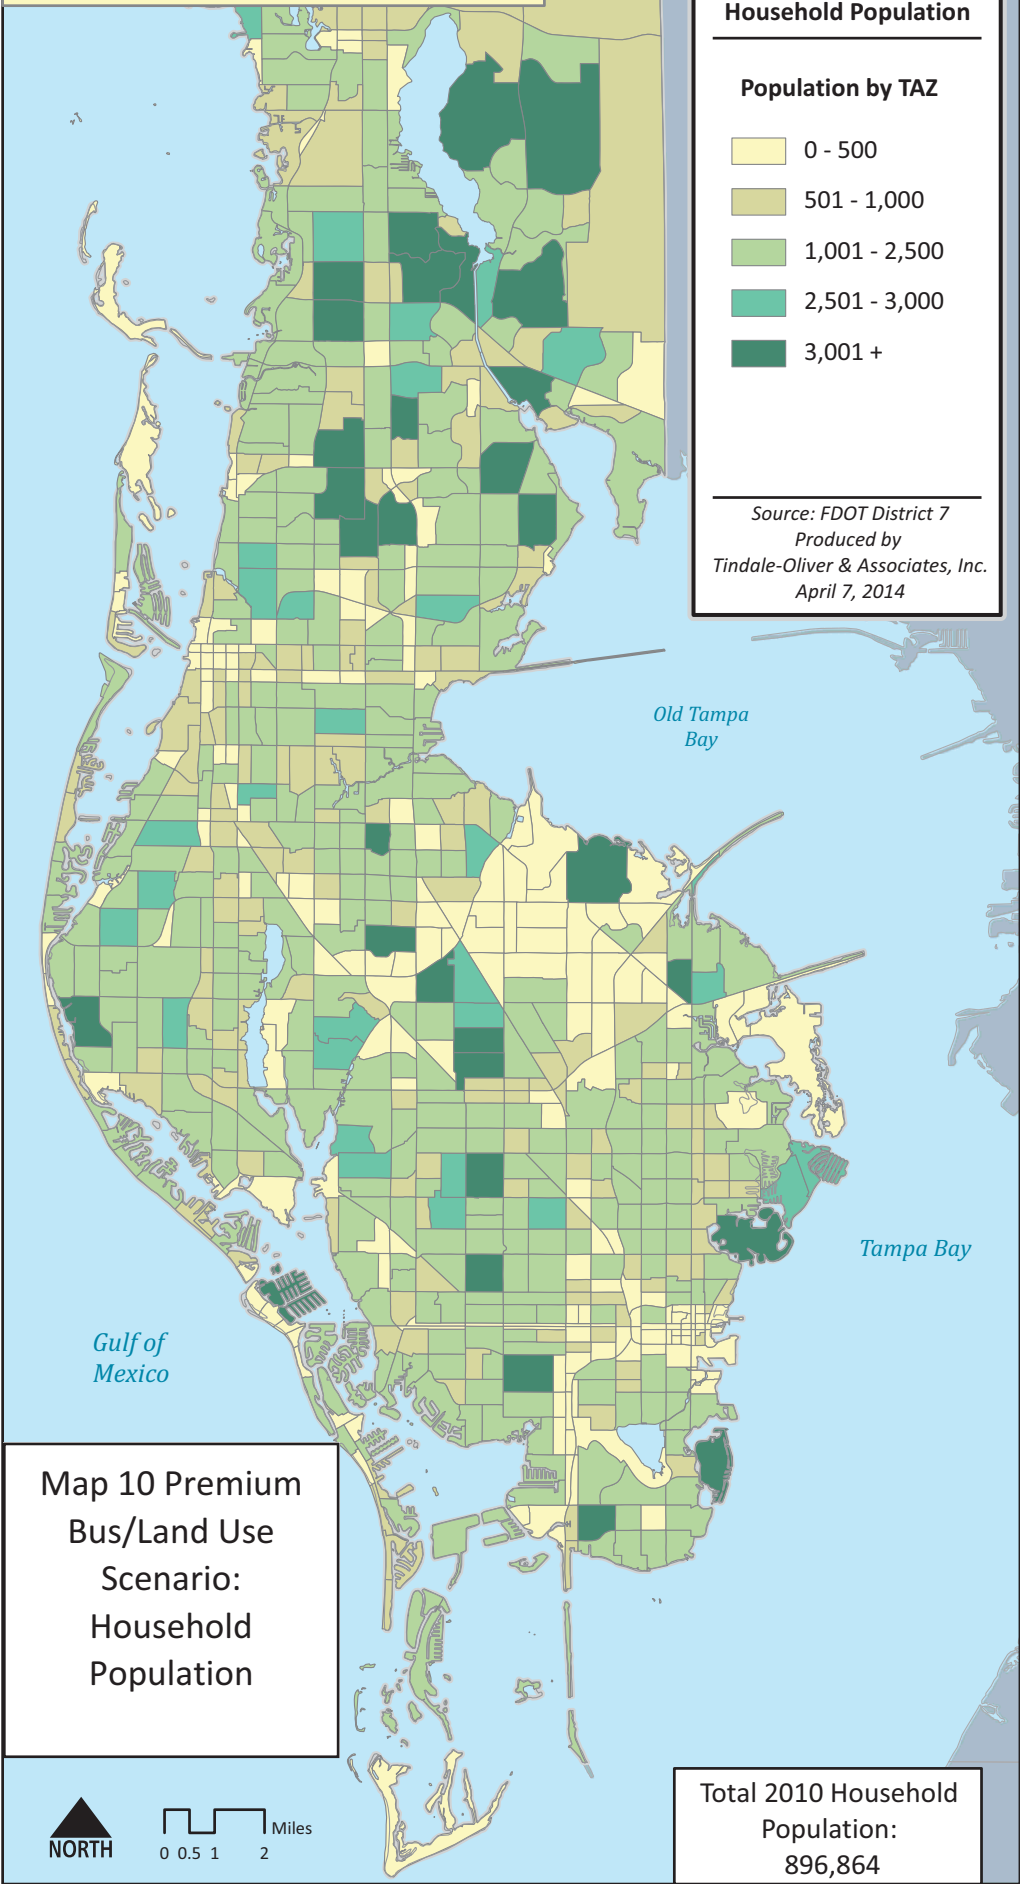 Household Population
Population by TAZ
0 - 500
501 - 1,000
1,001 - 2,500
2,501 - 3,000
3,001 +
Source: FDOT District 7
Produced by
Tindale-Oliver & Associates, Inc.
April 7, 2014
Old Tampa
Bay
Tampa Bay
Gulf of
Mexico
Map 10 Premium
Bus/Land Use
Scenario:
Household
Population
NORTH
Miles
0 0.5 1 2
Total 2010 Household
Population:
896,864